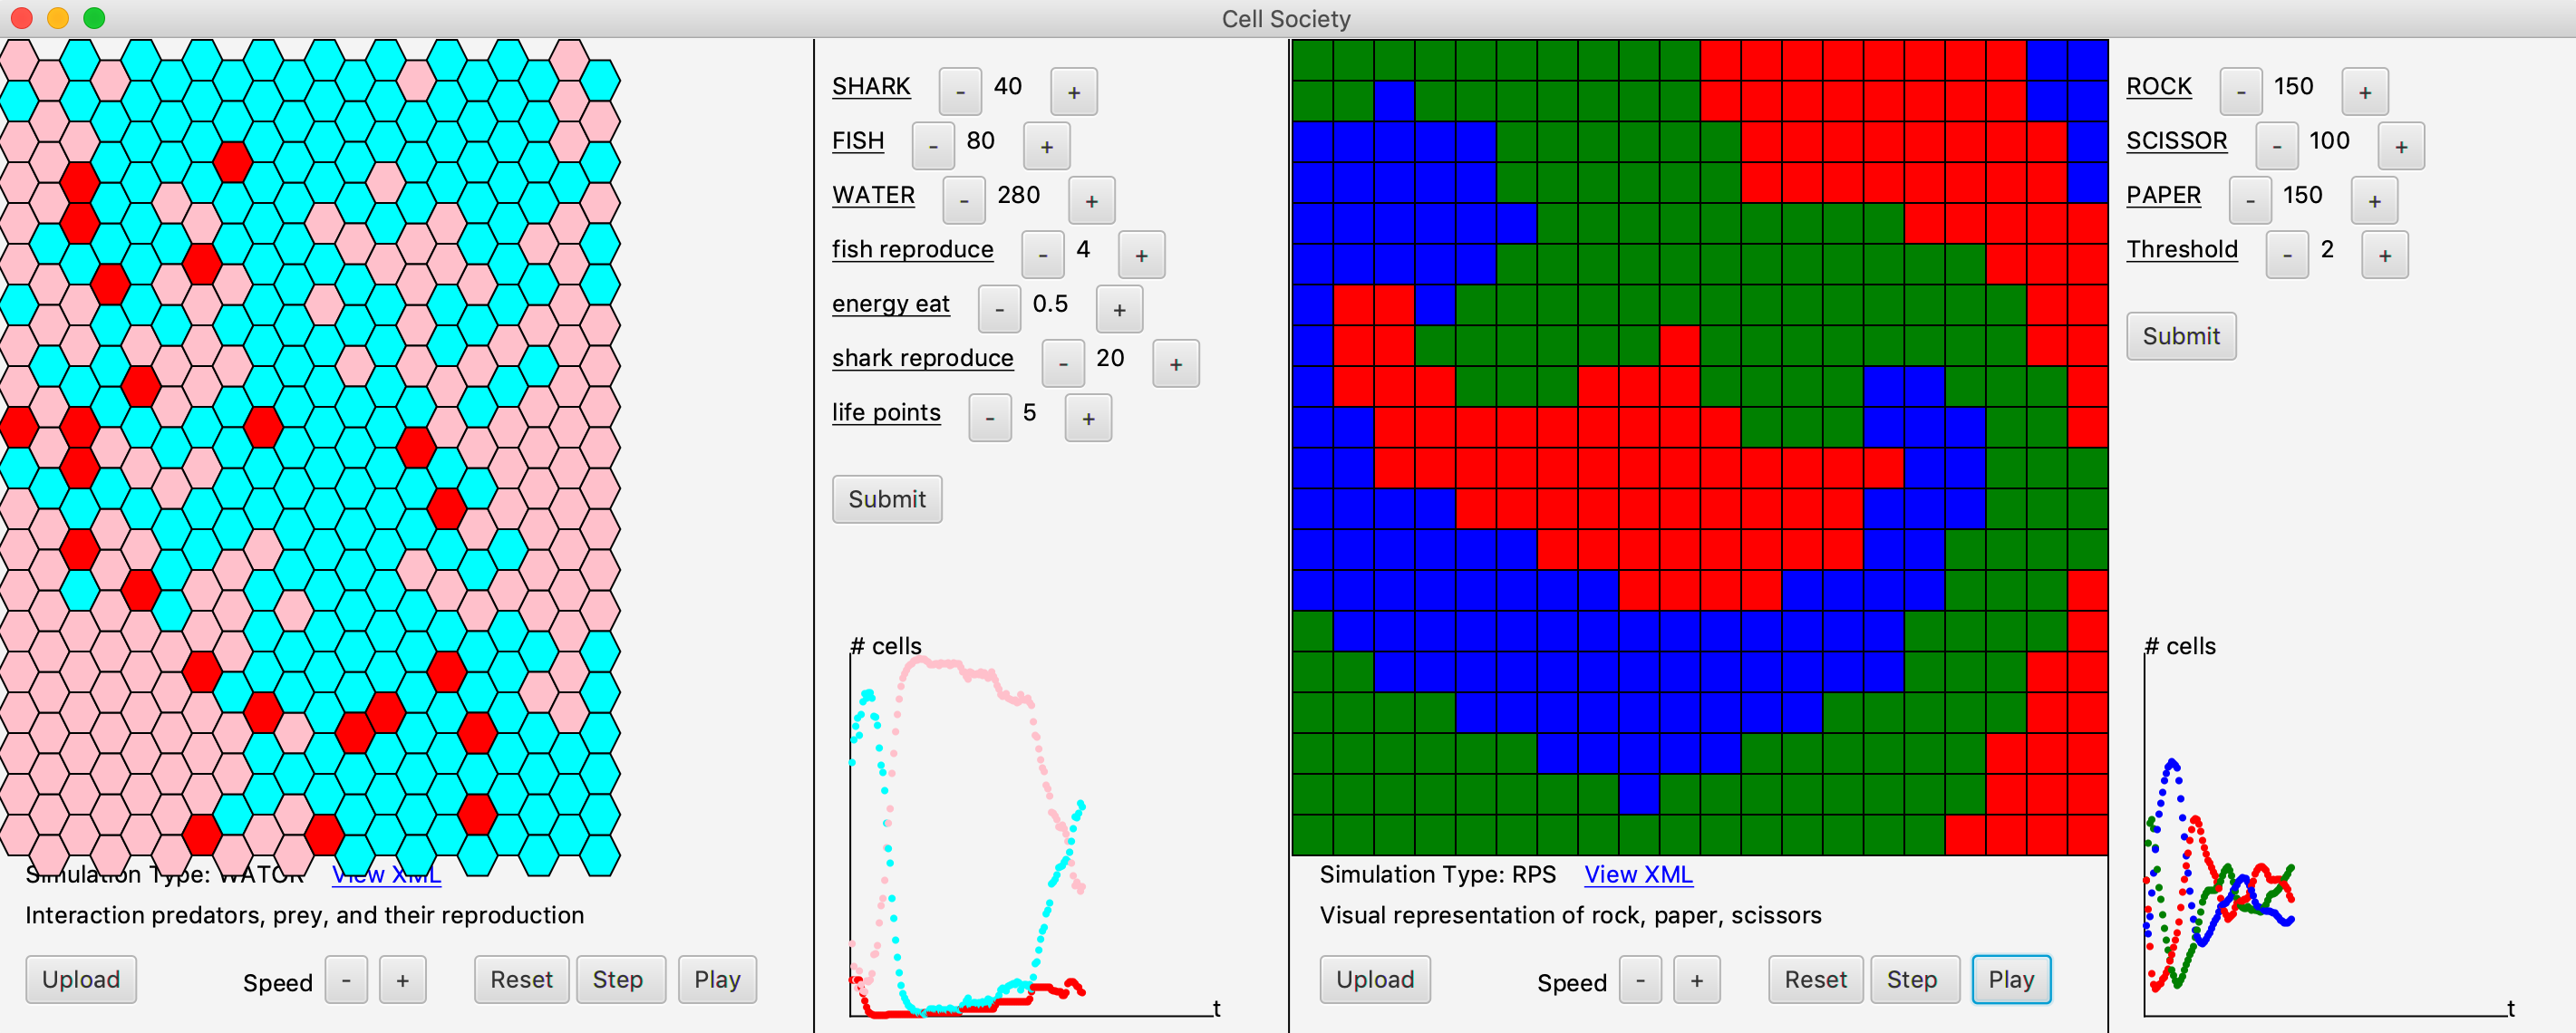 Cell Society
SHARK - 40 +
FISH - 80 +
WATER - 280 +
fish reproduce - 4 +
energy eat - 0.5 +
shark reproduce - 20 +
life points - 5 +
Submit
# cells
t
Simulation Type: WATOR View XML
Interaction predators, prey, and their reproduction
Upload Speed - + Reset Step Play
ROCK - 150 +
SCISSOR - 100 +
PAPER - 150 +
Threshold - 2 +
Submit
# cells
t
Simulation Type: RPS View XML
Visual representation of rock, paper, scissors
Upload Speed - + Reset Step Play